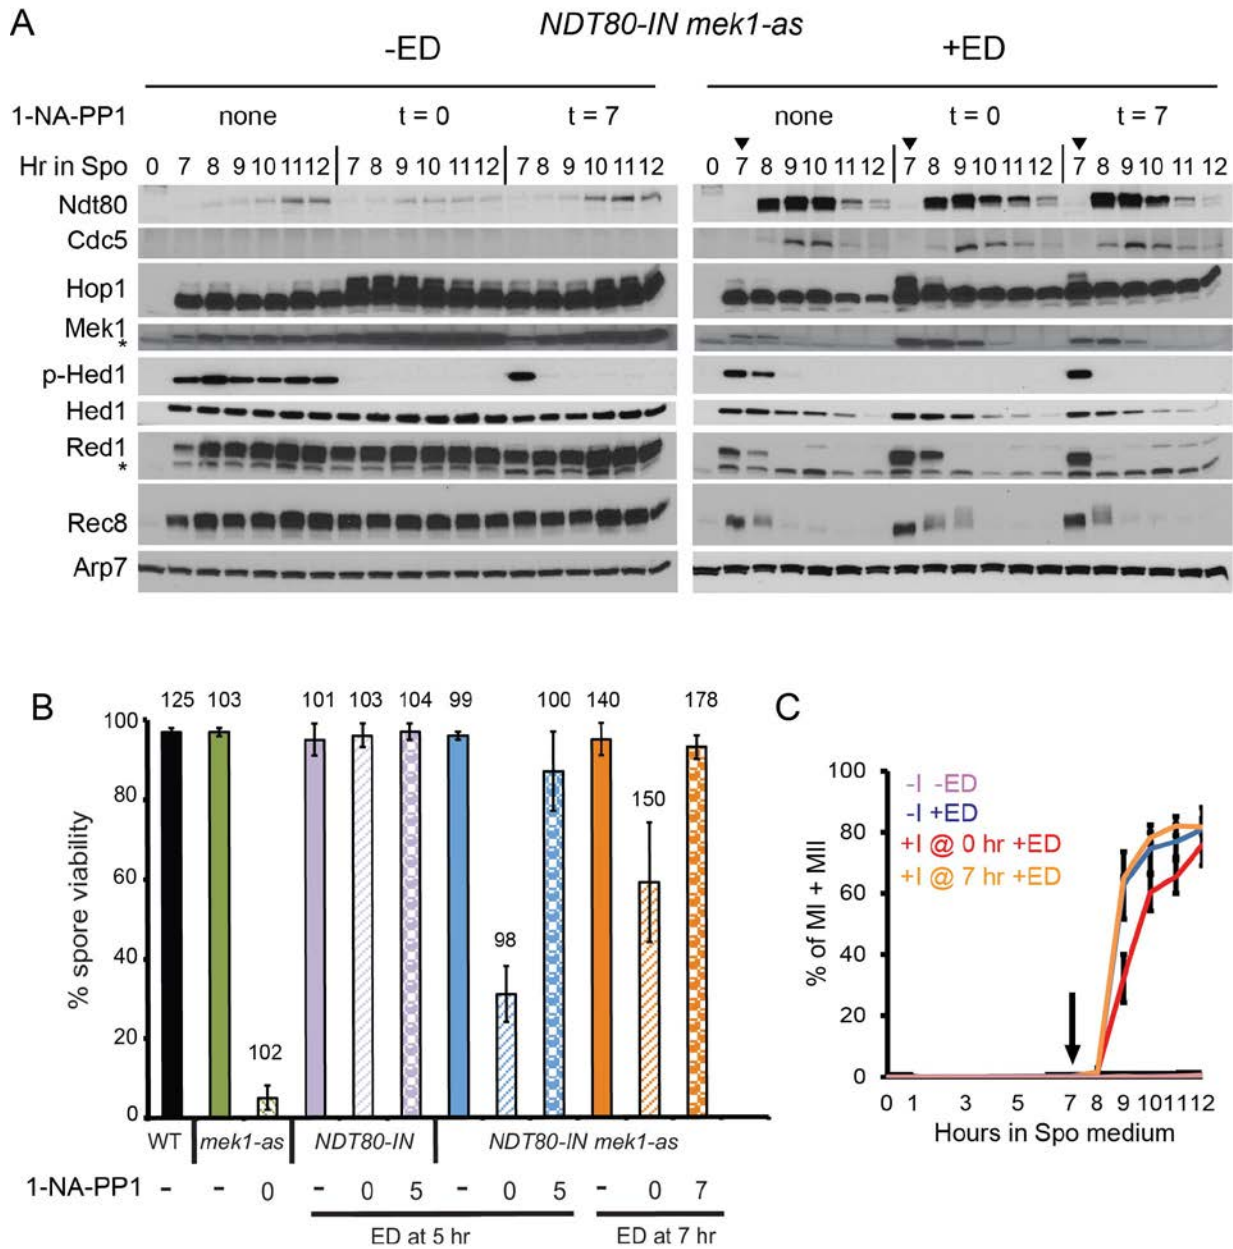 A
NDT80-IN mek1-as
-ED +ED
1-NA-PP1 none t = 0 t = 7 none t = 0 t = 7
Hr in Spo 0 7 8 9 10 11 12 7 8 9 10 11 12 7 8 9 10 11 12 0 7 8 9 10 11 12 7 8 9 10 11 12 7 8 9 10 11 12
Ndt80
Cdc5
Hop1
Mek1
*
p-Hed1
Hed1
Red1
*
Rec8
Arp7
B
125 103 101 103 104 99 100 140 178
102 98 150
% spore viability
100
80
60
40
20
0
WT mek1-as NDT80-IN NDT80-IN mek1-as
1-NA-PP1 - - 0 - 0 5 - 0 5 - 0 7
ED at 5 hr ED at 7 hr
C
% of MI + MII
100
80
60
40
20
0
-I -ED
-I +ED
+I @ 0 hr +ED
+I @ 7 hr +ED
0 1 3 5 7 8 9 10 11 12
Hours in Spo medium